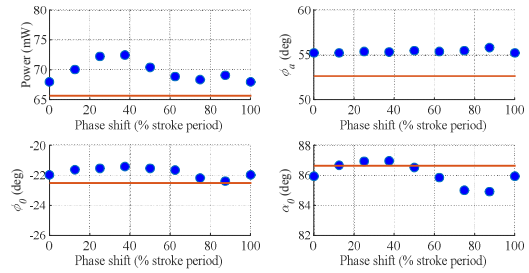 80
75
70
65
Power (mW)
0 20 40 60 80 100
Phase shift (% stroke period)
60
55
50
ϕa (deg)
0 20 40 60 80 100
Phase shift (% stroke period)
-20
-22
-24
-26
ϕ0 (deg)
0 20 40 60 80 100
Phase shift (% stroke period)
88
86
84
82
α0 (deg)
0 20 40 60 80 100
Phase shift (% stroke period)